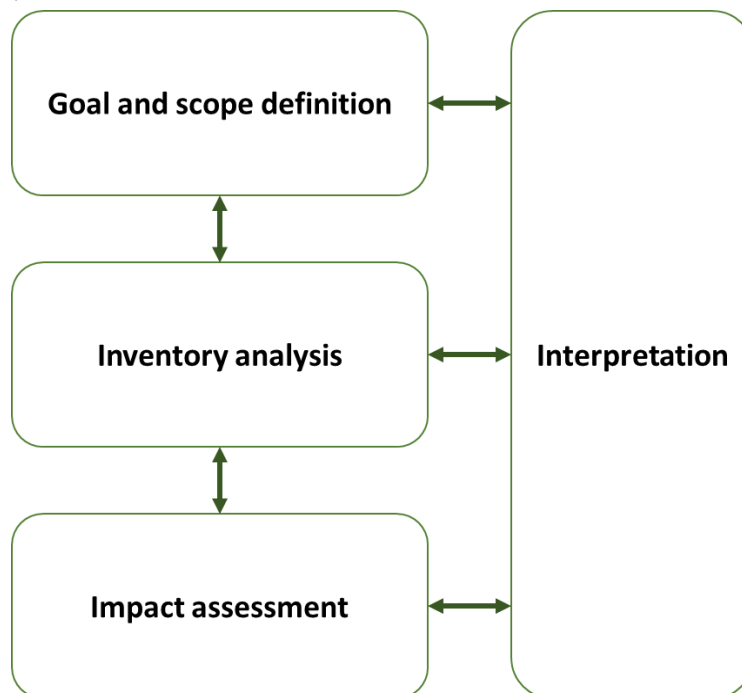 Goal and scope definition
Inventory analysis
Interpretation
Impact assessment